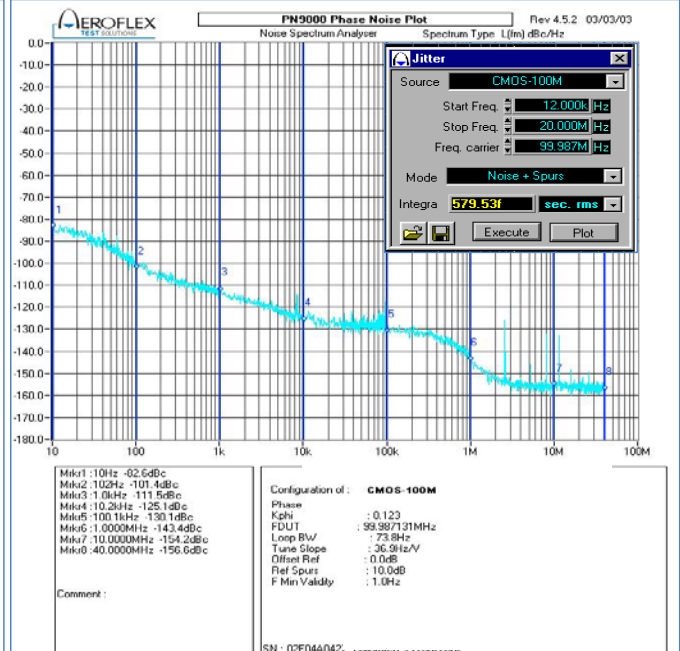 AEROFLEX
TEST SOLUTIONS
PN9000 Phase Noise Plot
Rev 4.5.2 03/03/03
Noise Spectrum Analyser
Spectrum Type L(fm) dBc/Hz
Jitter
Source CMOS-100M
Start Freq. 12.000k Hz
Stop Freq. 20.000M Hz
Freq. carrier 99.987M Hz
Mode Noise + Spurs
Integra 579.53f sec. rms
Execute Plot
0.0
-10.0
-20.0
-30.0
-40.0
-50.0
-60.0
-70.0
-80.0
-90.0
-100.0
-110.0
-120.0
-130.0
-140.0
-150.0
-160.0
-170.0
-180.0
1
2
3
4
5
6
7
8
10 100 1k 10k 100k 1M 10M 100M
Mrkr1 :10Hz -82.6dBc
Mrkr2 :102Hz -101.4dBc
Mrkr3 :1.0kHz -111.5dBc
Mrkr4 :10.2kHz -125.1dBc
Mrkr5 :100.1kHz -130.1dBc
Mrkr6 :1.0000MHz -143.4dBc
Mrkr7 :10.0000MHz -154.2dBc
Mrkr8 :40.0000MHz -156.6dBc
Comment :
Configuration of : CMOS-100M
Phase
Kphi : 0.123
FDUT : 99.987131MHz
Loop BW : 73.8Hz
Tune Slope : 36.9Hz/V
Offset Ref : 0.0dB
Ref Spurs : 10.0dB
F Min Validity : 1.0Hz
SN : 02F04A042